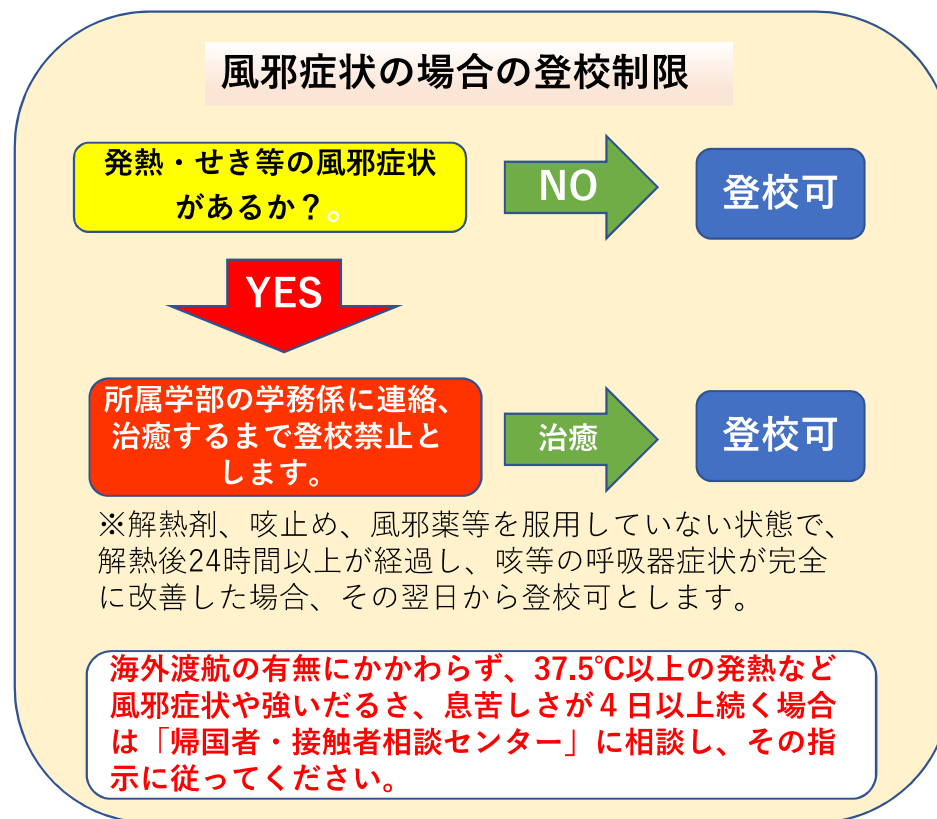 風邪症状の場合の登校制限
発熱・せき等の風邪症状
があるか？。
NO
登校可
YES
所属学部の学務係に連絡、
治癒するまで登校禁止と
します。
治癒
登校可
※解熱剤、咳止め、風邪薬等を服用していない状態で、
解熱後24時間以上が経過し、咳等の呼吸器症状が完全
に改善した場合、その翌日から登校可とします。
海外渡航の有無にかかわらず、37.5℃以上の発熱など
風邪症状や強いだるさ、息苦しさが４日以上続く場合
は「帰国者・接触者相談センター」に相談し、その指
示に従ってください。